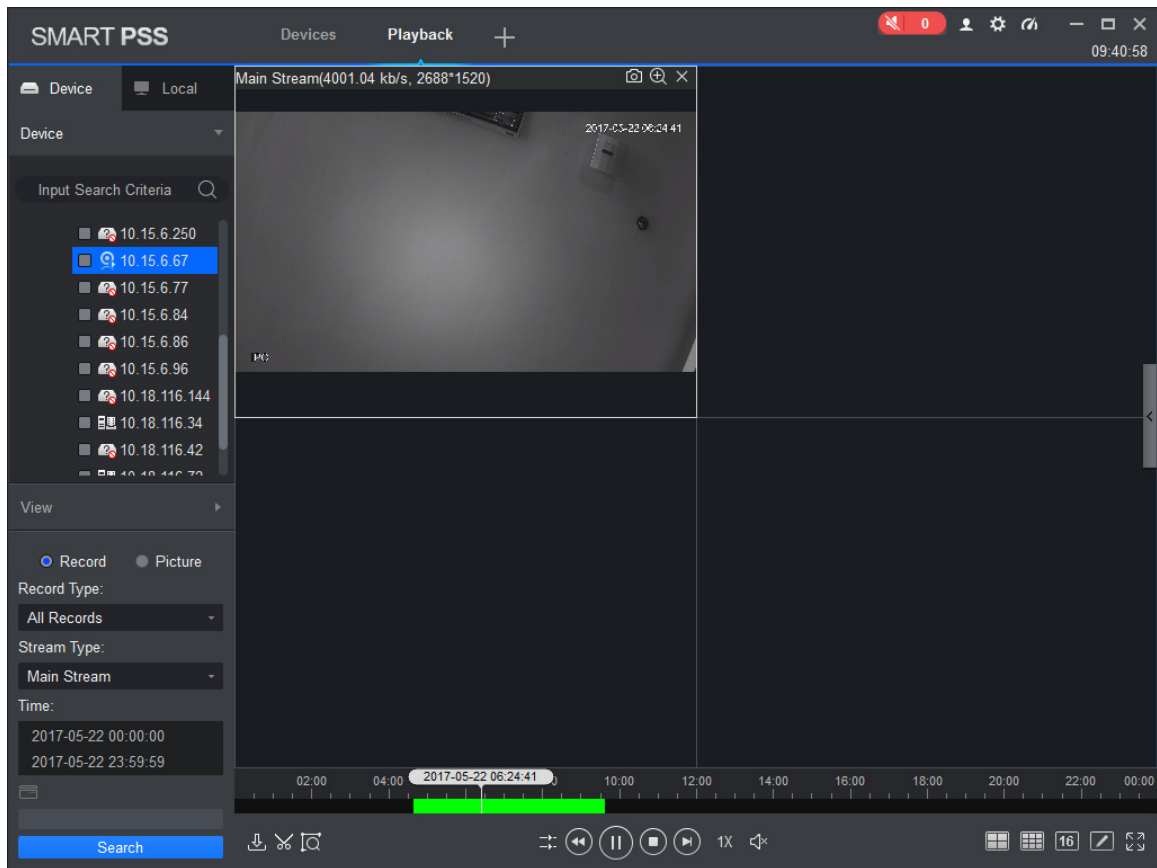 SMART PSS
Devices
Playback
0
09:40:58
Device
Local
Device
Input Search Criteria
10.15.6.250
10.15.6.67
10.15.6.77
10.15.6.84
10.15.6.86
10.15.6.96
10.18.116.144
10.18.116.34
10.18.116.42
10.18.116.72
View
Record
Picture
Record Type:
All Records
Stream Type:
Main Stream
Time:
2017-05-22 00:00:00
2017-05-22 23:59:59
Search
Main Stream(4001.04 kb/s, 2688*1520)
2017-05-22 06:24:41
IPC
02:00 04:00 2017-05-22 06:24:41 10:00 12:00 14:00 16:00 18:00 20:00 22:00 00:00
1X
16